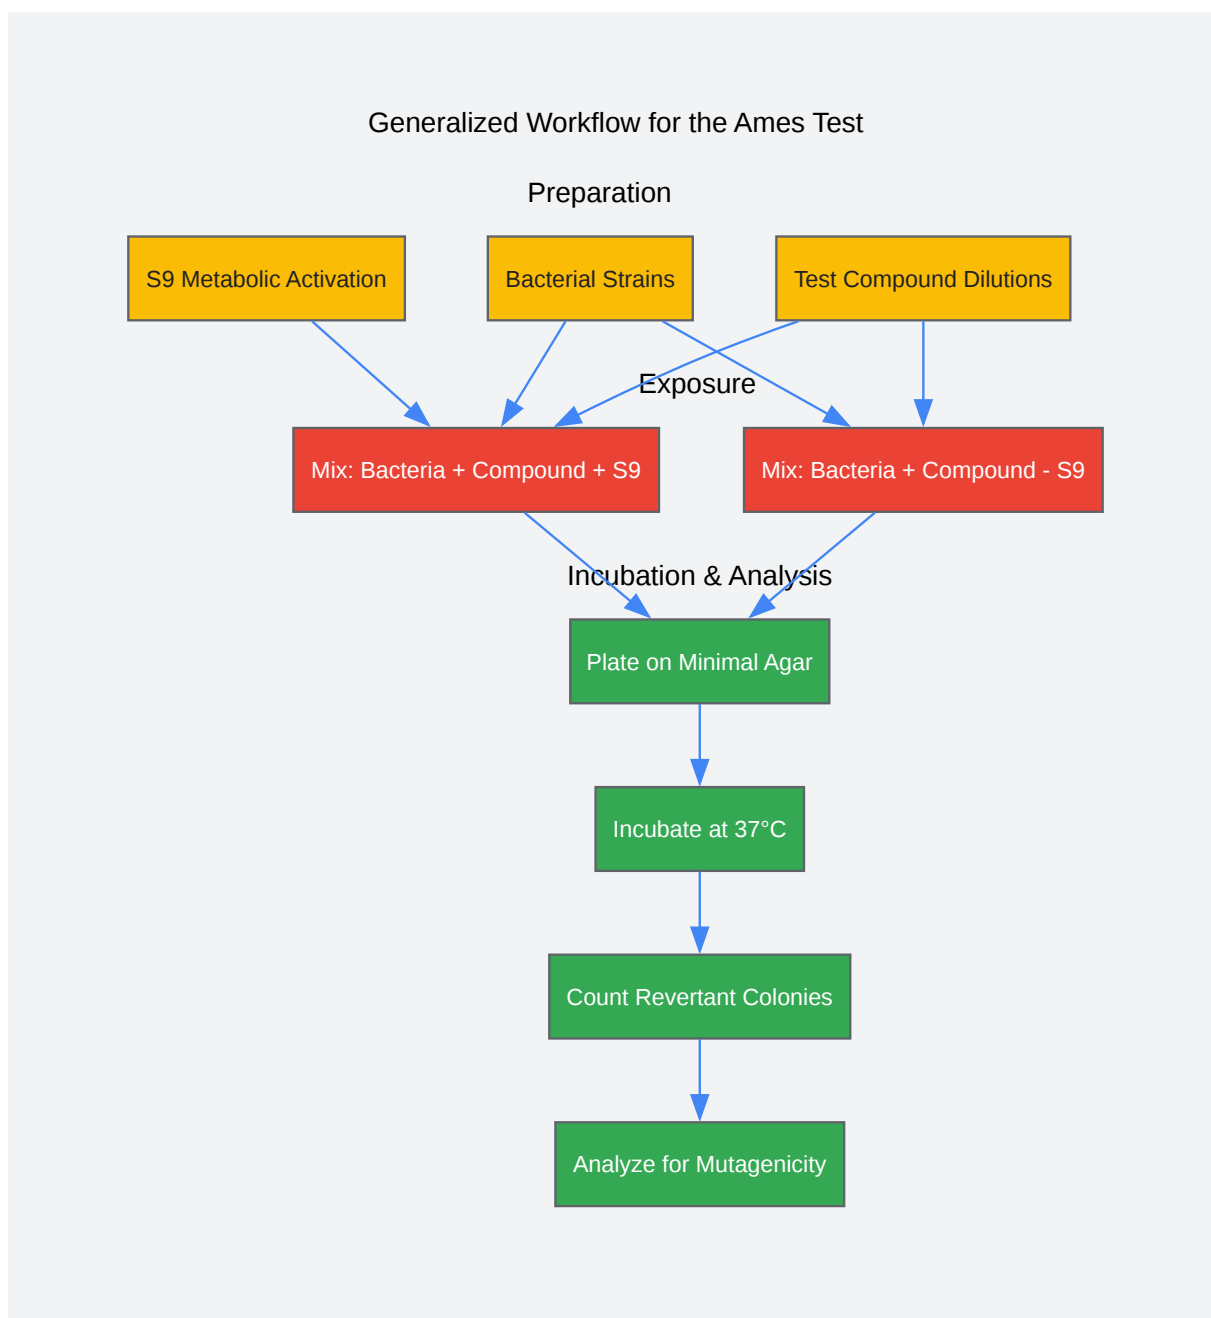 Generalized Workflow for the Ames Test
Preparation
S9 Metabolic Activation
Bacterial Strains
Test Compound Dilutions
Exposure
Mix: Bacteria + Compound + S9
Mix: Bacteria + Compound - S9
Incubation & Analysis
Plate on Minimal Agar
Incubate at 37°C
Count Revertant Colonies
Analyze for Mutagenicity